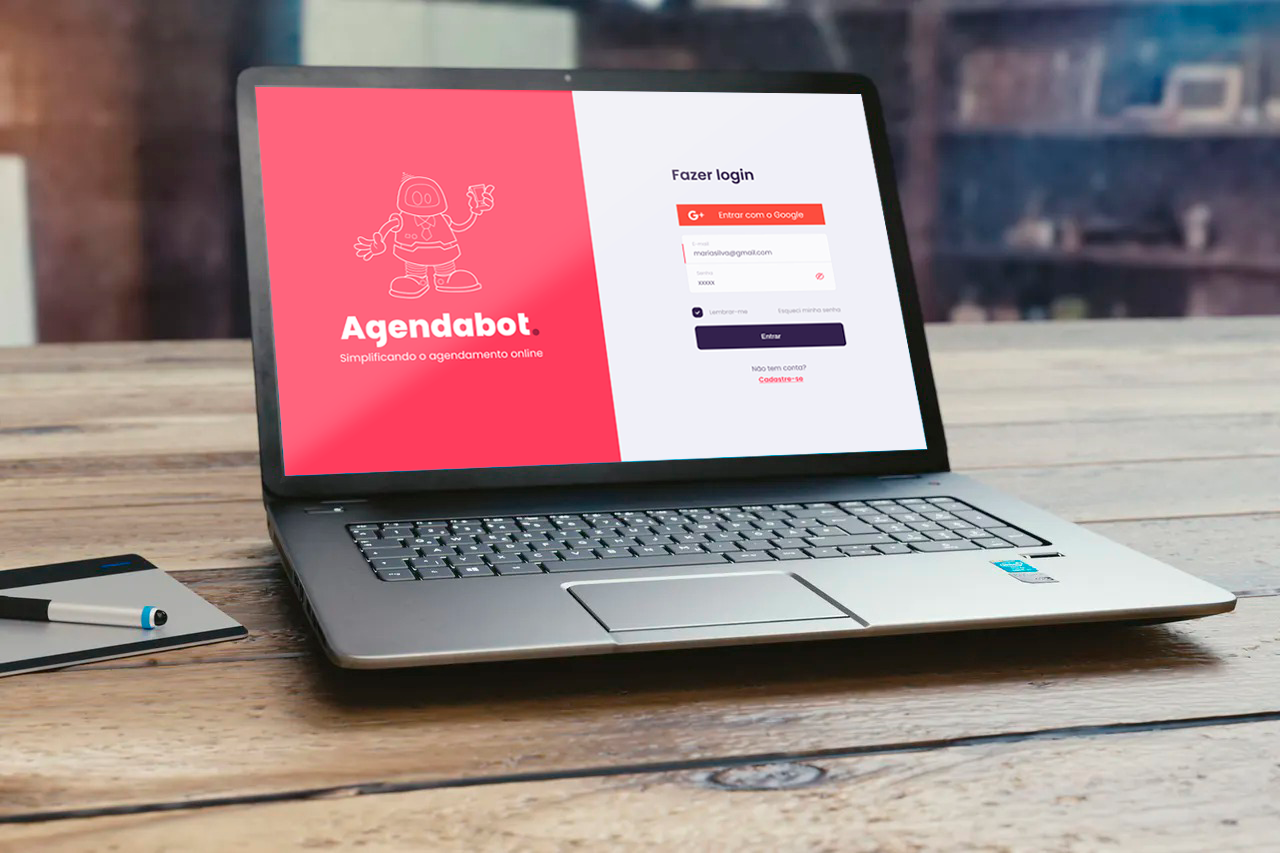 Agendabot.
Simplificando o agendamento online
Fazer login
G+ Entrar com o Google
E-mail
mariasilva@gmail.com
Senha
xxxxx
Lembrar-me
Esqueci minha senha
Entrar
Não tem conta?
Cadastre-se